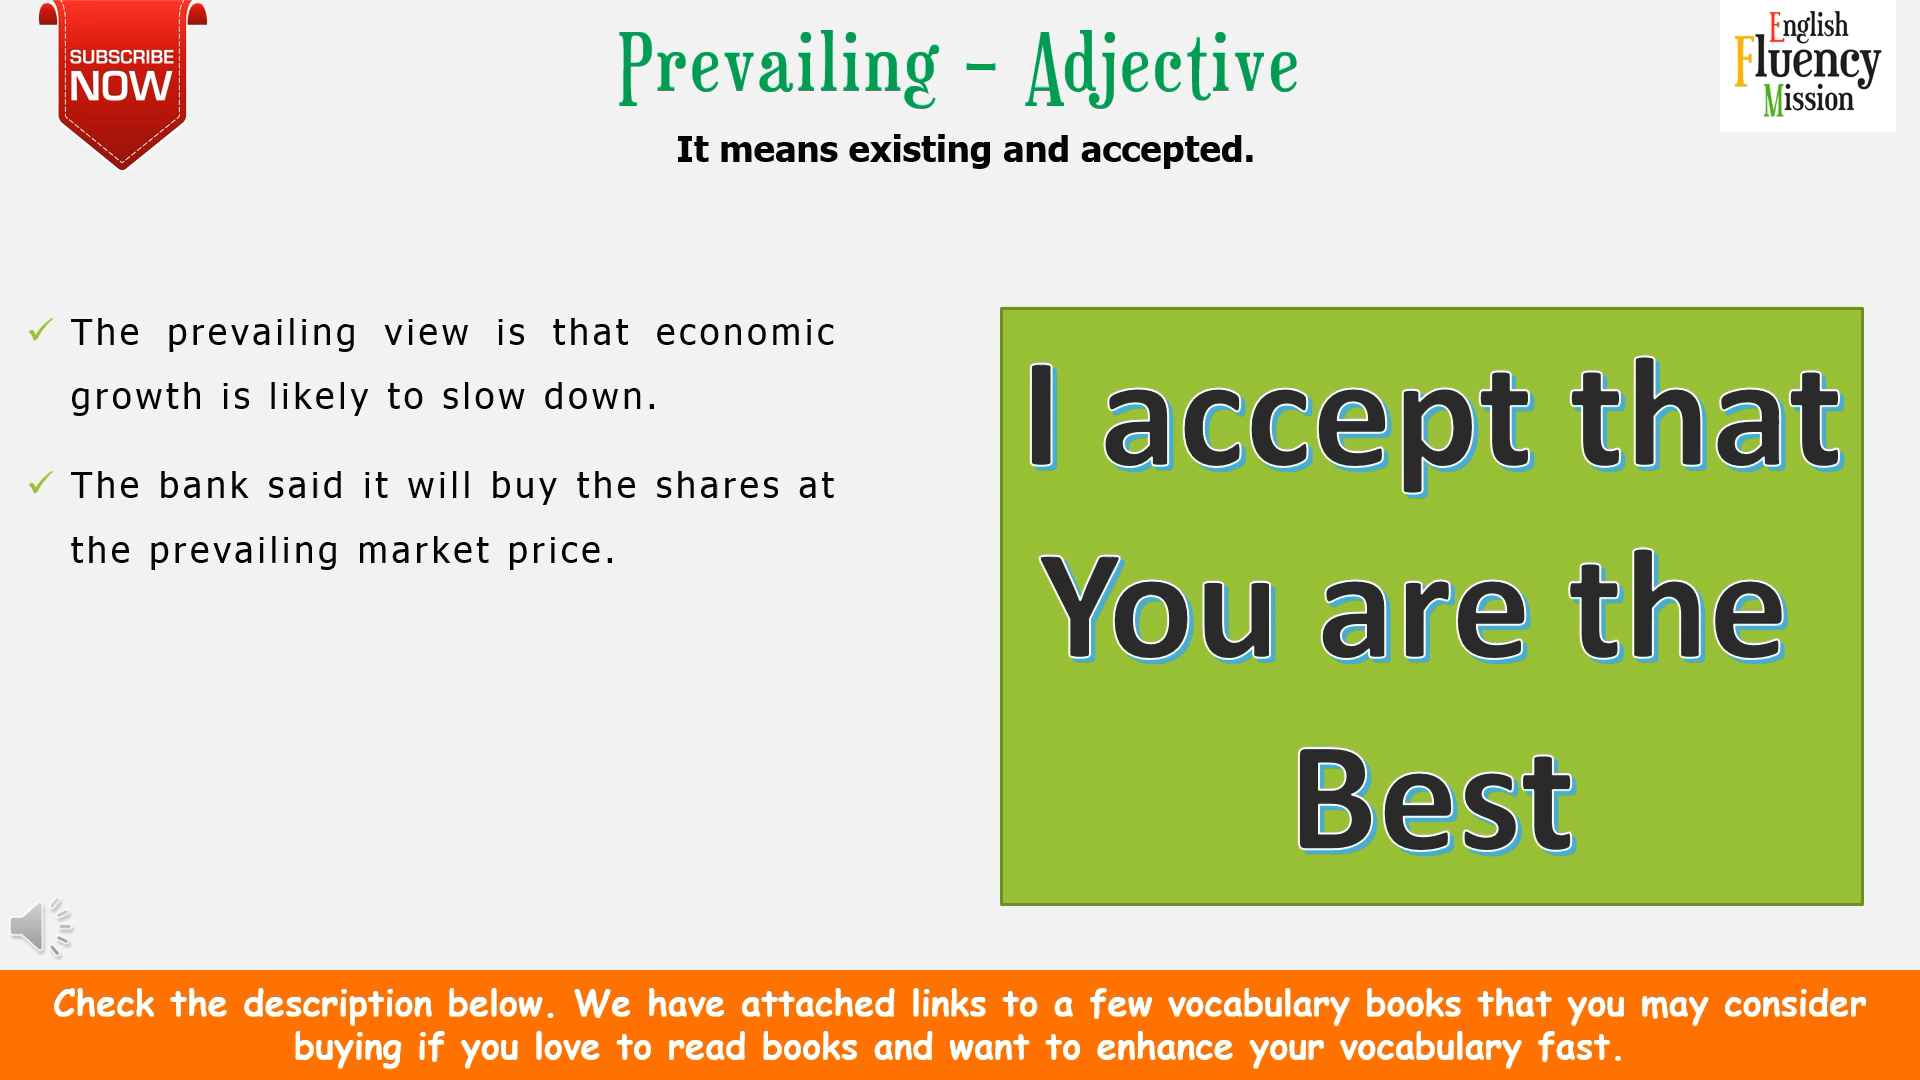 SUBSCRIBE
NOW
Prevailing – Adjective
English
Fluency
Mission
It means existing and accepted.
The prevailing view is that economic
growth is likely to slow down.
The bank said it will buy the shares at
the prevailing market price.
I accept that
You are the
Best
Check the description below. We have attached links to a few vocabulary books that you may consider
buying if you love to read books and want to enhance your vocabulary fast.